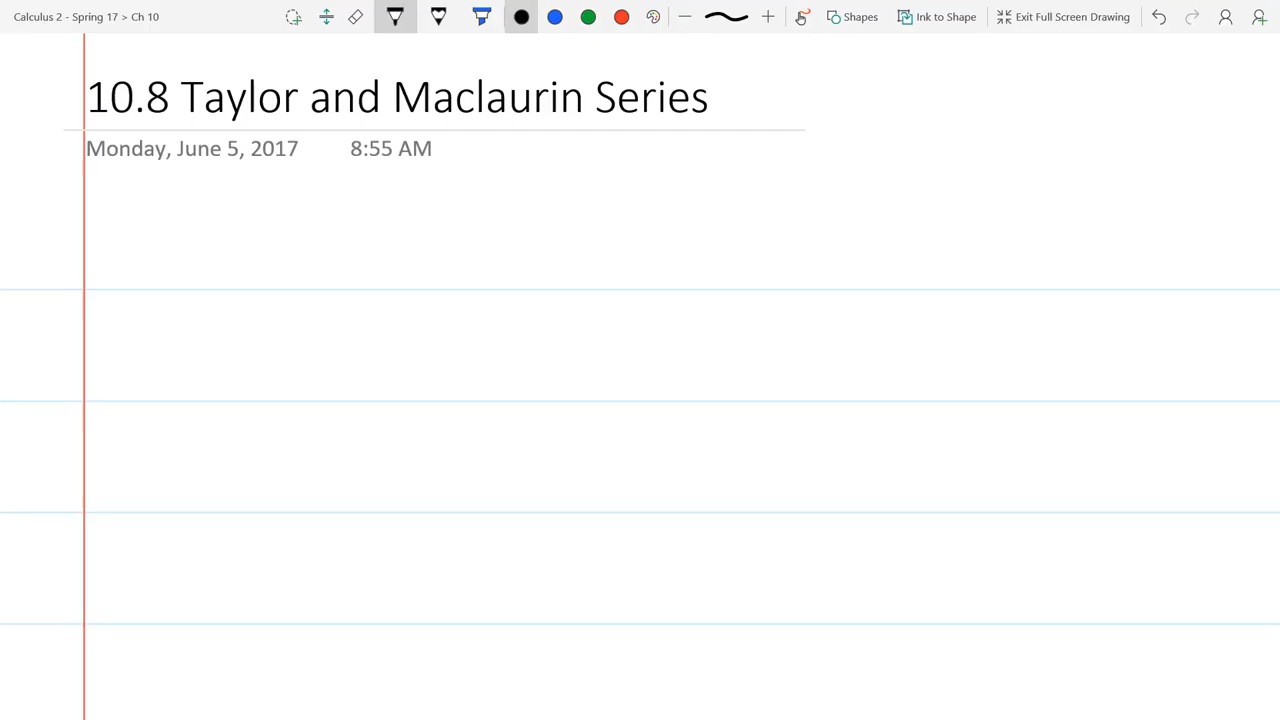 Calculus 2 - Spring 17 > Ch 10
Shapes
Ink to Shape
Exit Full Screen Drawing
10.8 Taylor and Maclaurin Series
Monday, June 5, 2017 8:55 AM